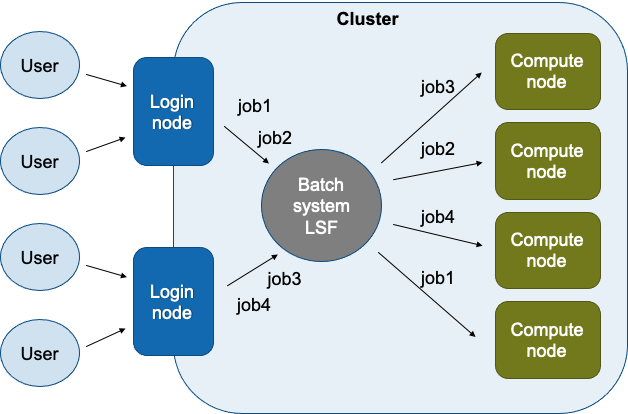 Cluster
User
User
User
User
Login
node
Login
node
job1
job2
job3
job4
Batch
system
LSF
job3
job2
job4
job1
Compute
node
Compute
node
Compute
node
Compute
node